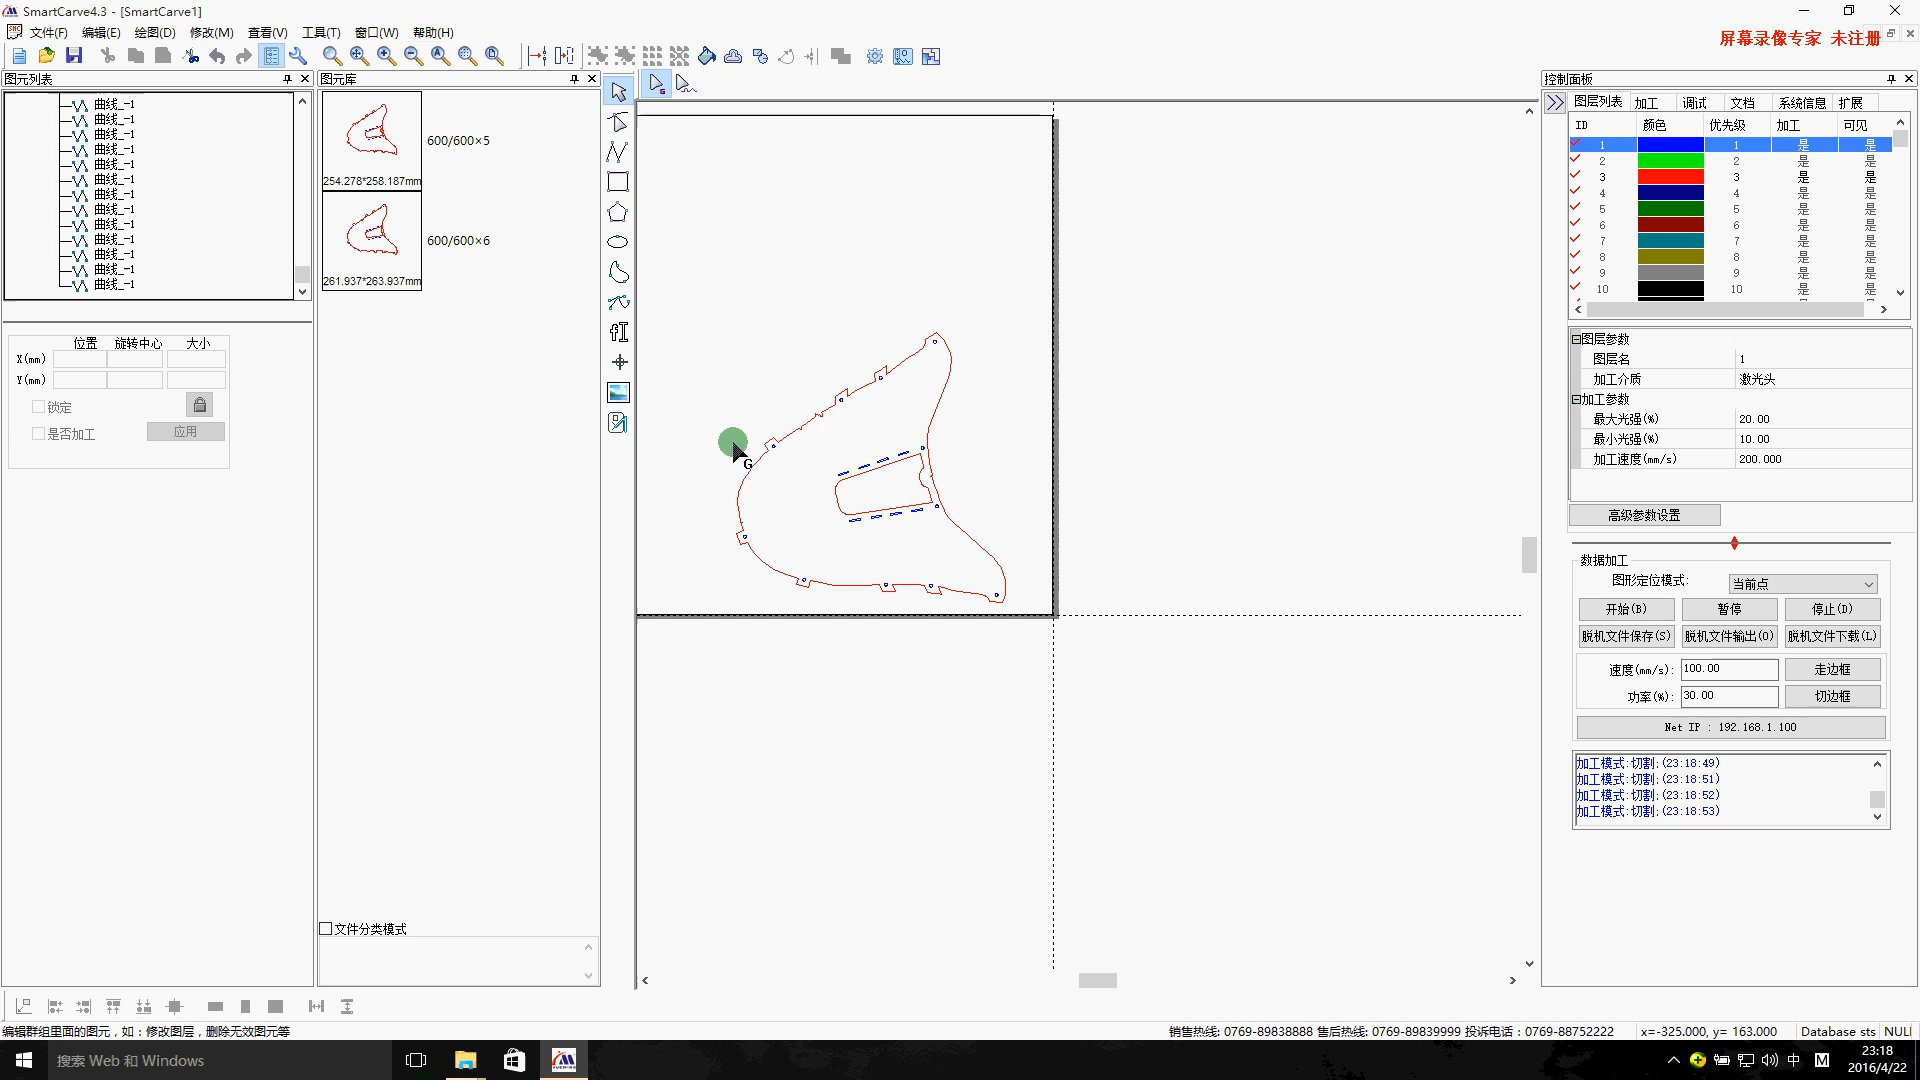 SmartCarve4.3 - [SmartCarve1]
文件(F) 编辑(E) 绘图(D) 修改(M) 查看(V) 工具(T) 窗口(W) 帮助(H)
屏幕录像专家 未注册
图元列表
曲线_-1
曲线_-1
曲线_-1
曲线_-1
曲线_-1
曲线_-1
曲线_-1
曲线_-1
曲线_-1
曲线_-1
曲线_-1
曲线_-1
曲线_-1
位置 旋转中心 大小
X(mm)
Y(mm)
锁定
是否加工
应用
图元库
600/600×5
254.278*258.187mm
600/600×6
261.937*263.937mm
文件分类模式
G
控制面板
图层列表 加工 调试 文档 系统信息 扩展
ID 颜色 优先级 加工 可见
1 1 是 是
2 2 是 是
3 3 是 是
4 4 是 是
5 5 是 是
6 6 是 是
7 7 是 是
8 8 是 是
9 9 是 是
10 10 是 是
图层参数
图层名 1
加工介质 激光头
加工参数
最大光强(%) 20.00
最小光强(%) 10.00
加工速度(mm/s) 200.000
高级参数设置
数据加工
图形定位模式: 当前点
开始(B) 暂停 停止(D)
脱机文件保存(S) 脱机文件输出(O) 脱机文件下载(L)
速度(mm/s): 100.00 走边框
功率(%): 30.00 切边框
Net IP : 192.168.1.100
加工模式:切割;(23:18:49)
加工模式:切割;(23:18:51)
加工模式:切割;(23:18:52)
加工模式:切割;(23:18:53)
编辑群组里面的图元，如：修改图层，删除无效图元等
销售热线: 0769-89838888 售后热线: 0769-89839999 投诉电话：0769-88752222
x=-325.000, y= 163.000
Database sts
NUL
搜索 Web 和 Windows
中
M
23:18
2016/4/22